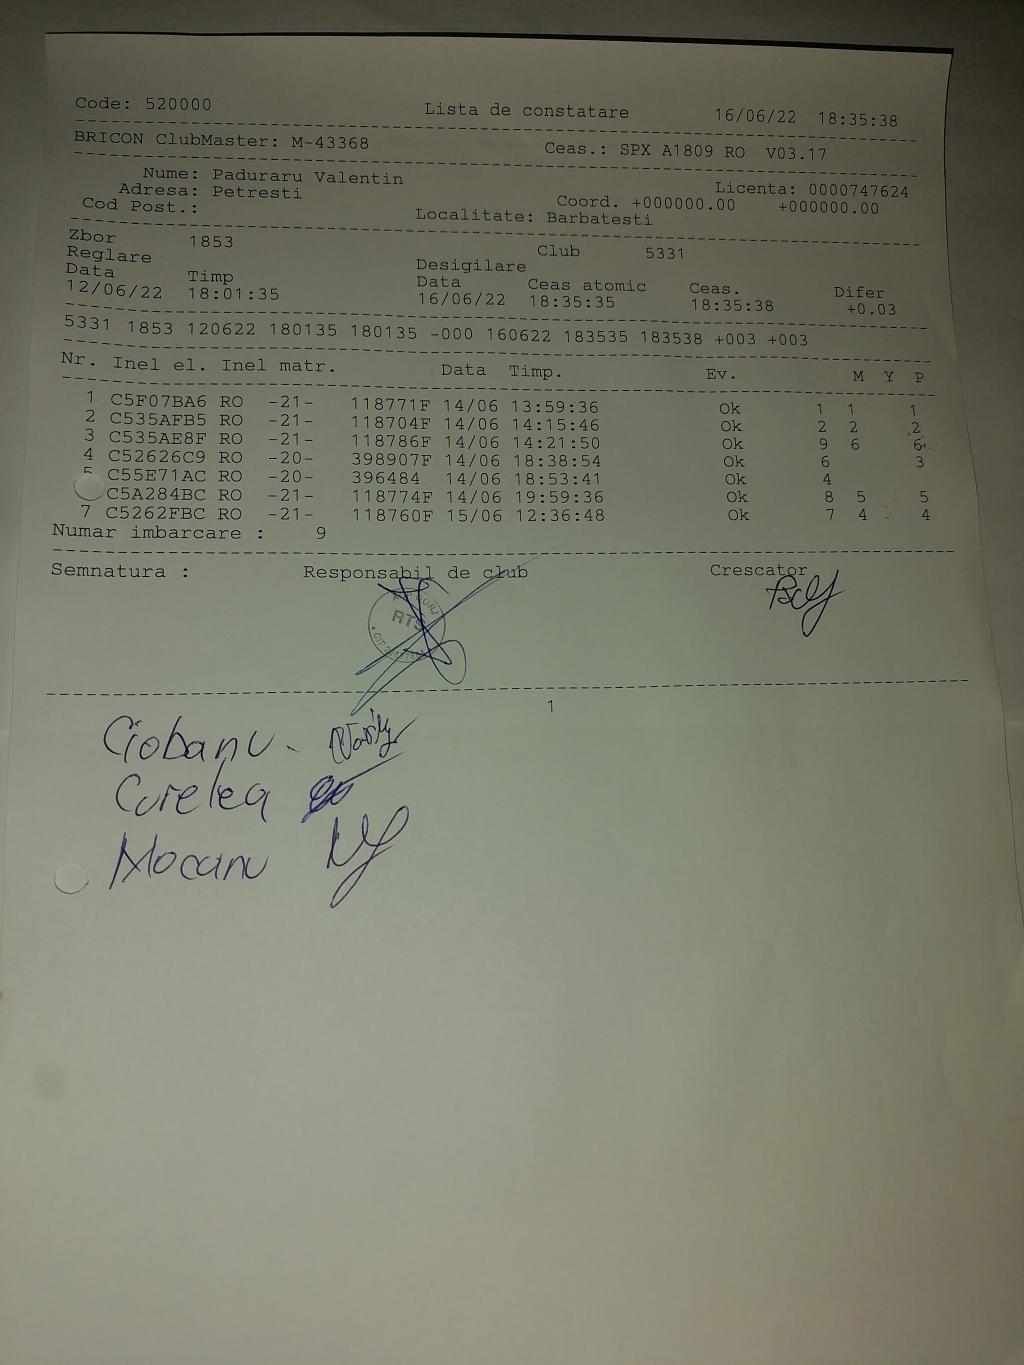 Code: 520000 Lista de constatare 16/06/22 18:35:38
BRICON ClubMaster: M-43368 Ceas.: SPX A1809 RO V03.17
Nume: Paduraru Valentin Licenta: 0000747624
Adresa: Petresti Coord. +000000.00 +000000.00
Cod Post.: Localitate: Barbatesti
Zbor 1853 Club 5331
Reglare Desigilare
Data Timp Data Ceas atomic Ceas. Difer
12/06/22 18:01:35 16/06/22 18:35:35 18:35:38 +0.03
5331 1853 120622 180135 180135 -000 160622 183535 183538 +003 +003
Nr. Inel el. Inel matr. Data Timp. Ev. M Y P
1 C5F07BA6 RO -21- 118771F 14/06 13:59:36 Ok 1 1 1
2 C535AFB5 RO -21- 118704F 14/06 14:15:46 Ok 2 2 2
3 C535AE8F RO -21- 118786F 14/06 14:21:50 Ok 9 6 6
4 C52626C9 RO -20- 398907F 14/06 18:38:54 Ok 6 3
5 C55E71AC RO -20- 396484 14/06 18:53:41 Ok 4
C5A284BC RO -21- 118774F 14/06 19:59:36 Ok 8 5 5
7 C5262FBC RO -21- 118760F 15/06 12:36:48 Ok 7 4 4
Numar imbarcare : 9
Semnatura : Responsabil de club Crescator
RTS
1
Ciobanu. Vasily
Curelea
Mocanu